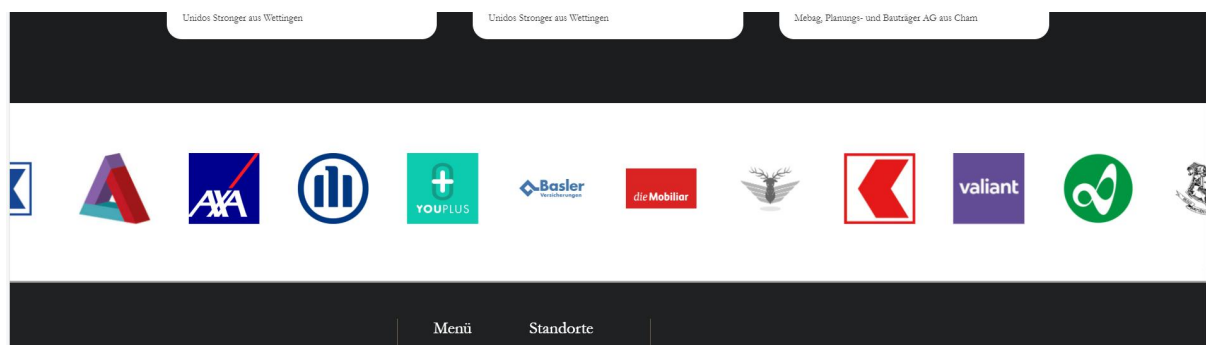 Unidos Stronger aus Wettingen
Unidos Stronger aus Wettingen
Mebag, Planungs- und Bauträger AG aus Cham
AXA
YOUPLUS
Basler
Versicherungen
die Mobiliar
valiant
Menü
Standorte